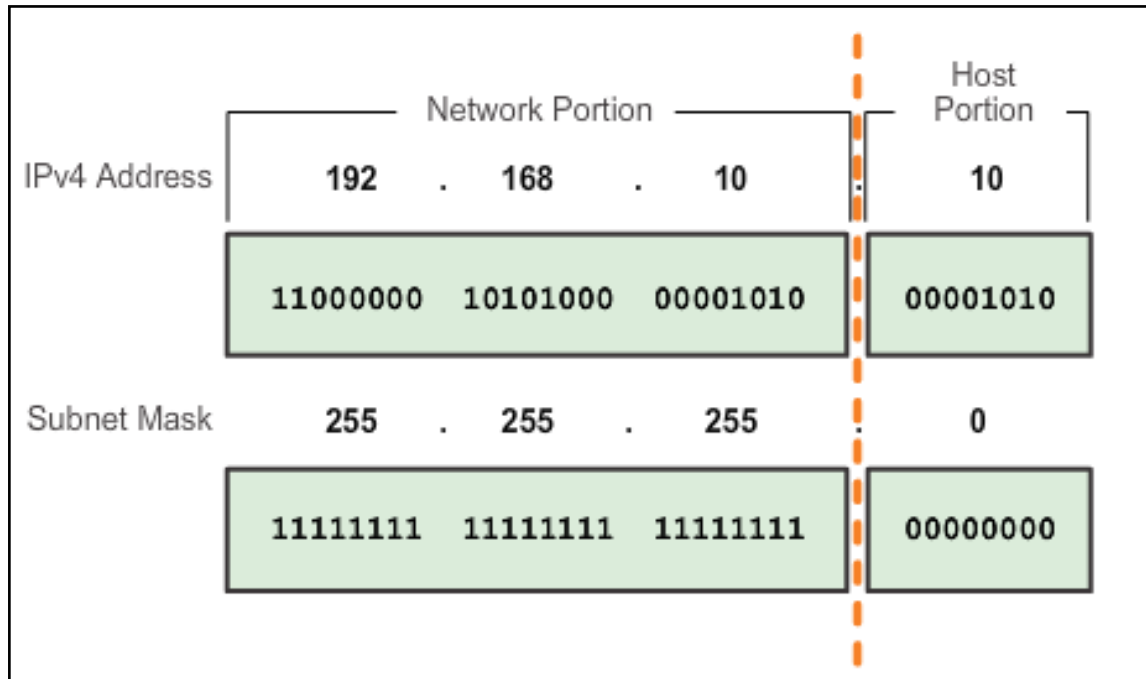 Network Portion
Host
Portion
IPv4 Address 192 . 168 . 10 . 10
11000000 10101000 00001010 00001010
Subnet Mask 255 . 255 . 255 . 0
11111111 11111111 11111111 00000000